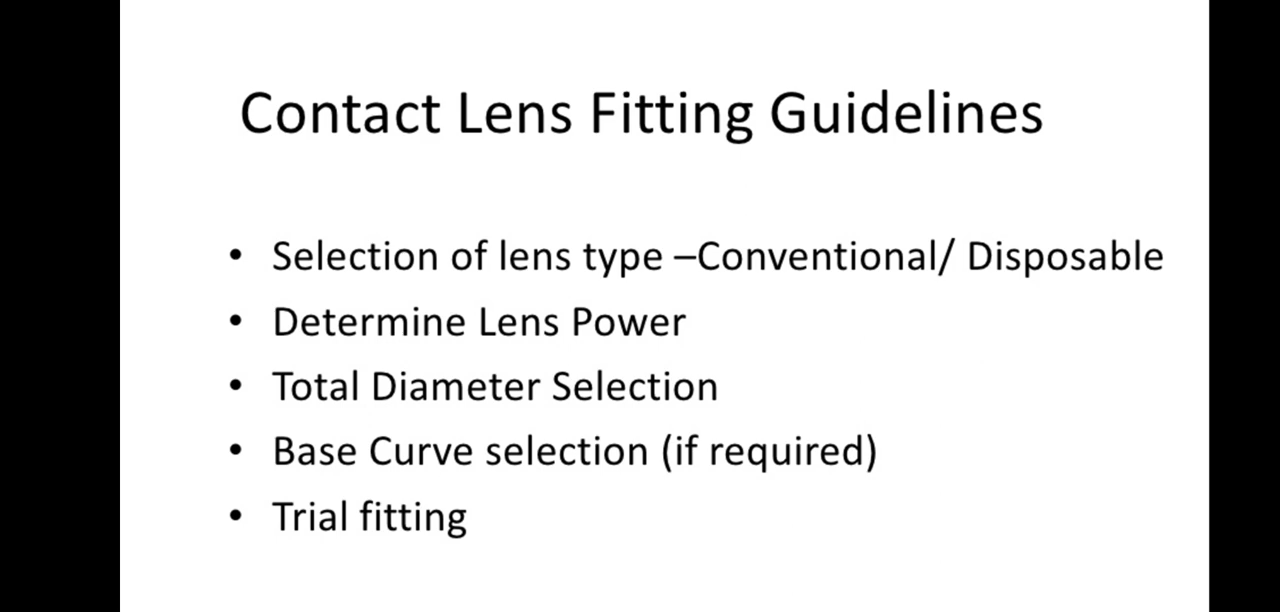 Contact Lens Fitting Guidelines
• Selection of lens type –Conventional/ Disposable
• Determine Lens Power
• Total Diameter Selection
• Base Curve selection (if required)
• Trial fitting